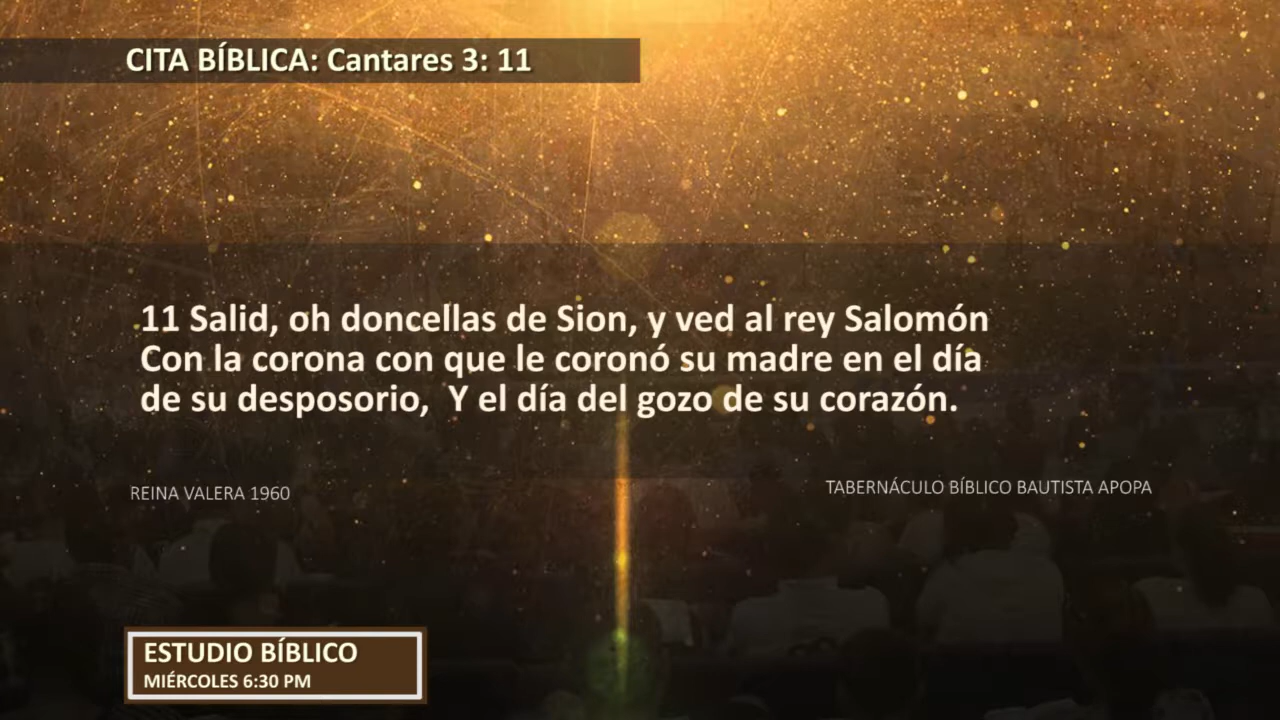 CITA BÍBLICA: Cantares 3: 11
11 Salid, oh doncellas de Sion, y ved al rey Salomón
Con la corona con que le coronó su madre en el día
de su desposorio,  Y el día del gozo de su corazón.
REINA VALERA 1960
TABERNÁCULO BÍBLICO BAUTISTA APOPA
ESTUDIO BÍBLICO
MIÉRCOLES 6:30 PM